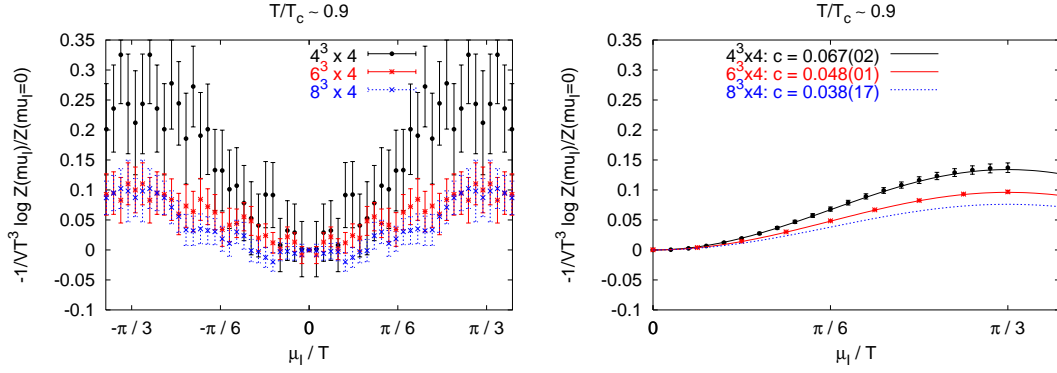 T/T_c ~ 0.9
-1/VT^3 log Z(mu_I)/Z(mu_I=0)
0.35
0.3
0.25
0.2
0.15
0.1
0.05
0
-0.05
-0.1
4^3 x 4
6^3 x 4
8^3 x 4
-π / 3
-π / 6
0
π / 6
π / 3
μ_I / T
T/T_c ~ 0.9
-1/VT^3 log Z(mu_I)/Z(mu_I=0)
0.35
0.3
0.25
0.2
0.15
0.1
0.05
0
-0.05
-0.1
4^3x4: c = 0.067(02)
6^3x4: c = 0.048(01)
8^3x4: c = 0.038(17)
0
π / 6
π / 3
μ_I / T